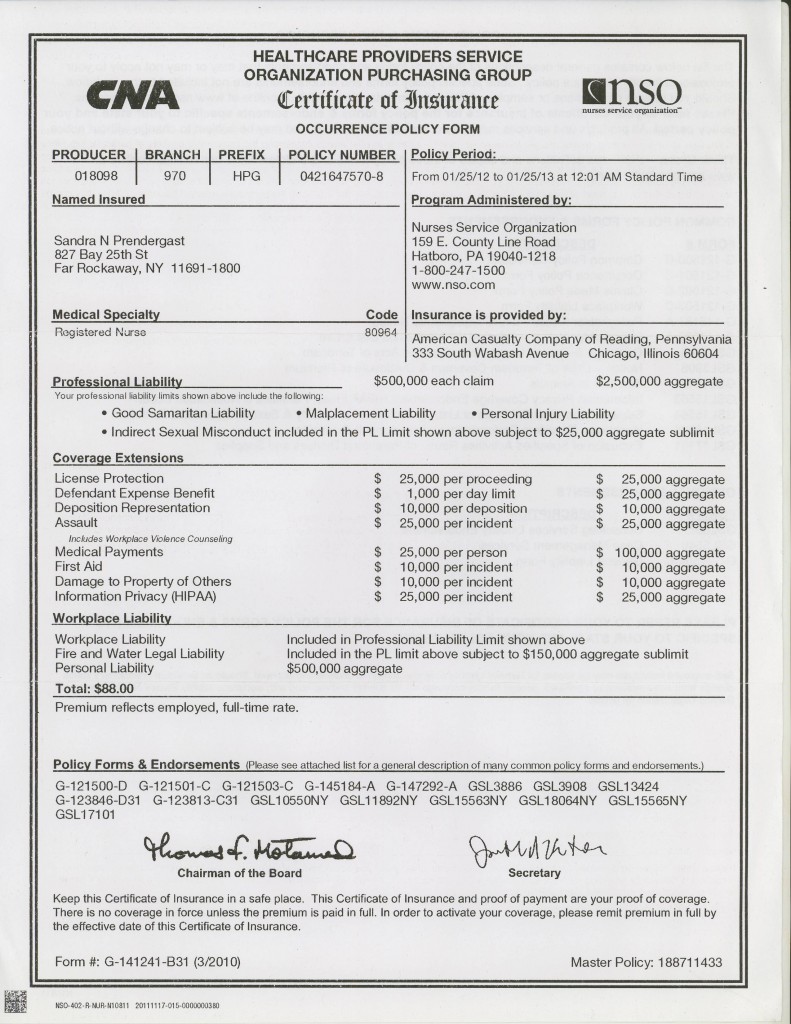 HEALTHCARE PROVIDERS SERVICE
ORGANIZATION PURCHASING GROUP
CNA
Certificate of Insurance
nso
nurses service organization
OCCURRENCE POLICY FORM
PRODUCER BRANCH PREFIX POLICY NUMBER
018098 970 HPG 0421647570-8
Policy Period:
From 01/25/12 to 01/25/13 at 12:01 AM Standard Time
Named Insured
Sandra N Prendergast
827 Bay 25th St
Far Rockaway, NY 11691-1800
Program Administered by:
Nurses Service Organization
159 E. County Line Road
Hatboro, PA 19040-1218
1-800-247-1500
www.nso.com
Medical Specialty Code
Registered Nurse 80964
Insurance is provided by:
American Casualty Company of Reading, Pennsylvania
333 South Wabash Avenue Chicago, Illinois 60604
Professional Liability $500,000 each claim $2,500,000 aggregate
Your professional liability limits shown above include the following:
• Good Samaritan Liability • Malplacement Liability • Personal Injury Liability
• Indirect Sexual Misconduct included in the PL Limit shown above subject to $25,000 aggregate sublimit
Coverage Extensions
License Protection $ 25,000 per proceeding $ 25,000 aggregate
Defendant Expense Benefit $ 1,000 per day limit $ 25,000 aggregate
Deposition Representation $ 10,000 per deposition $ 10,000 aggregate
Assault $ 25,000 per incident $ 25,000 aggregate
Includes Workplace Violence Counseling
Medical Payments $ 25,000 per person $ 100,000 aggregate
First Aid $ 10,000 per incident $ 10,000 aggregate
Damage to Property of Others $ 10,000 per incident $ 10,000 aggregate
Information Privacy (HIPAA) $ 25,000 per incident $ 25,000 aggregate
Workplace Liability
Workplace Liability Included in Professional Liability Limit shown above
Fire and Water Legal Liability Included in the PL limit above subject to $150,000 aggregate sublimit
Personal Liability $500,000 aggregate
Total: $88.00
Premium reflects employed, full-time rate.
Policy Forms & Endorsements (Please see attached list for a general description of many common policy forms and endorsements.)
G-121500-D G-121501-C G-121503-C G-145184-A G-147292-A GSL3886 GSL3908 GSL13424
G-123846-D31 G-123813-C31 GSL10550NY GSL11892NY GSL15563NY GSL18064NY GSL15565NY
GSL17101
Thomas F. Motamed
Chairman of the Board
Secretary
Keep this Certificate of Insurance in a safe place. This Certificate of Insurance and proof of payment are your proof of coverage.
There is no coverage in force unless the premium is paid in full. In order to activate your coverage, please remit premium in full by
the effective date of this Certificate of Insurance.
Form #: G-141241-B31 (3/2010) Master Policy: 188711433
NSO-402-R-NUR-N10811 20111117-015-0000000380